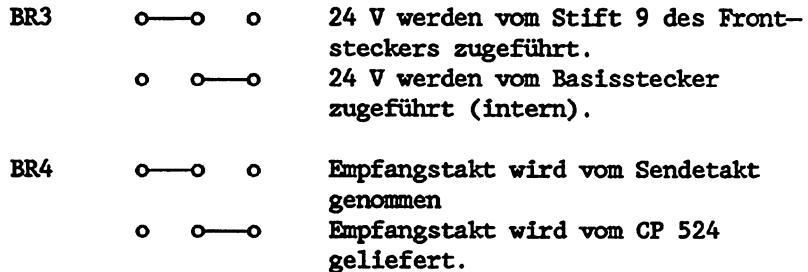 BR3 24 V werden vom Stift 9 des Front-
steckers zugeführt.
24 V werden vom Basisstecker
zugeführt (intern).
BR4 Empfangstakt wird vom Sendetakt
genommen
Empfangstakt wird vom CP 524
geliefert.